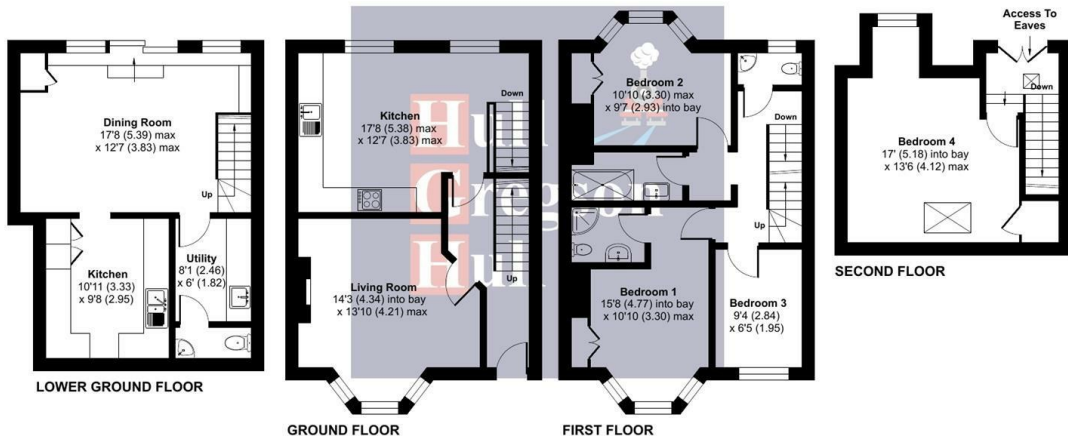 Dining Room
17'8 (5.39) max
x 12'7 (3.83) max
Up
Kitchen
10'11 (3.33)
x 9'8 (2.95)
Utility
8'1 (2.46)
x 6' (1.82)
LOWER GROUND FLOOR
Kitchen
17'8 (5.38) max
x 12'7 (3.83) max
Down
Living Room
14'3 (4.34) into bay
x 13'10 (4.21) max
Up
GROUND FLOOR
Hull
Gregson
Hull
Bedroom 2
10'10 (3.30) max
x 9'7 (2.93) into bay
Down
Up
Bedroom 1
15'8 (4.77) into bay
x 10'10 (3.30) max
Bedroom 3
9'4 (2.84)
x 6'5 (1.95)
FIRST FLOOR
Access To
Eaves
Down
Bedroom 4
17' (5.18) into bay
x 13'6 (4.12) max
SECOND FLOOR